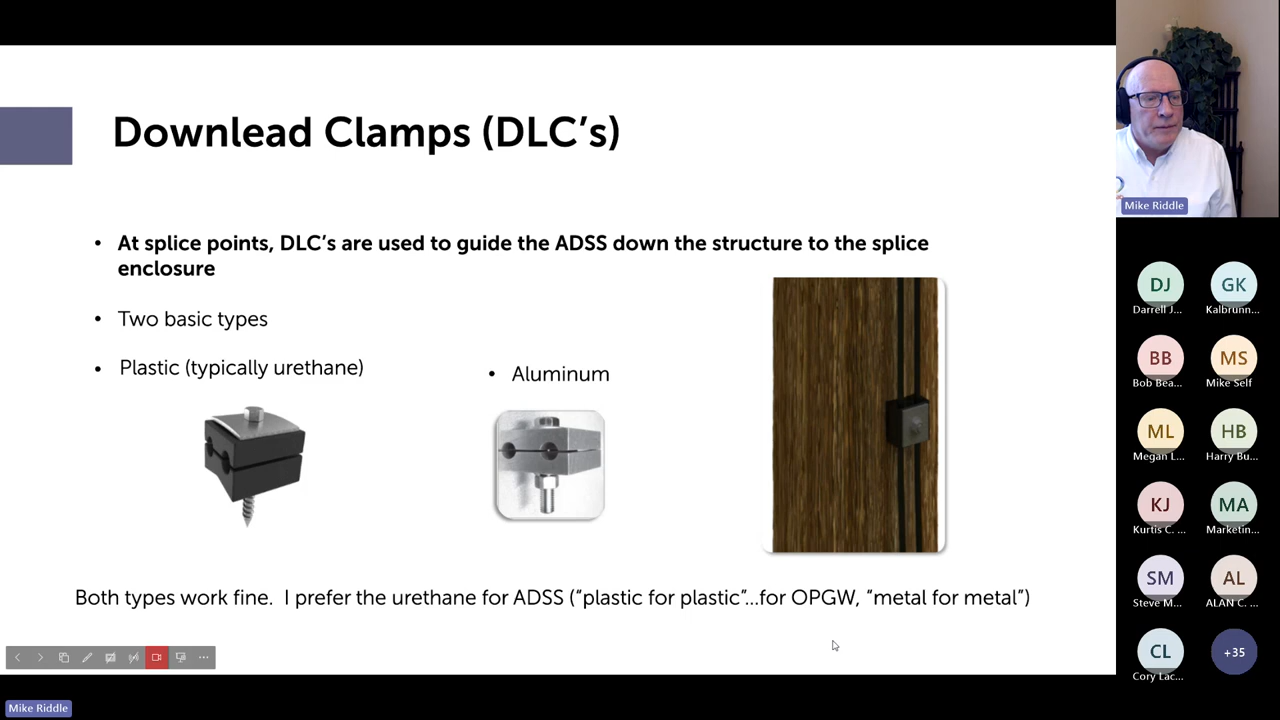 Downlead Clamps (DLC’s)
• At splice points, DLC’s are used to guide the ADSS down the structure to the splice
enclosure
• Two basic types
• Plastic (typically urethane)
• Aluminum
Both types work fine.  I prefer the urethane for ADSS (“plastic for plastic”...for OPGW, “metal for metal”)
Mike Riddle
Mike Riddle
DJ
Darrell J...
GK
Kalbrunn...
BB
Bob Bea...
MS
Mike Self
ML
Megan L...
HB
Harry Bu...
KJ
Kurtis C. ...
MA
Marketin...
SM
Steve M...
AL
ALAN C. ...
CL
Cory Lac...
+35